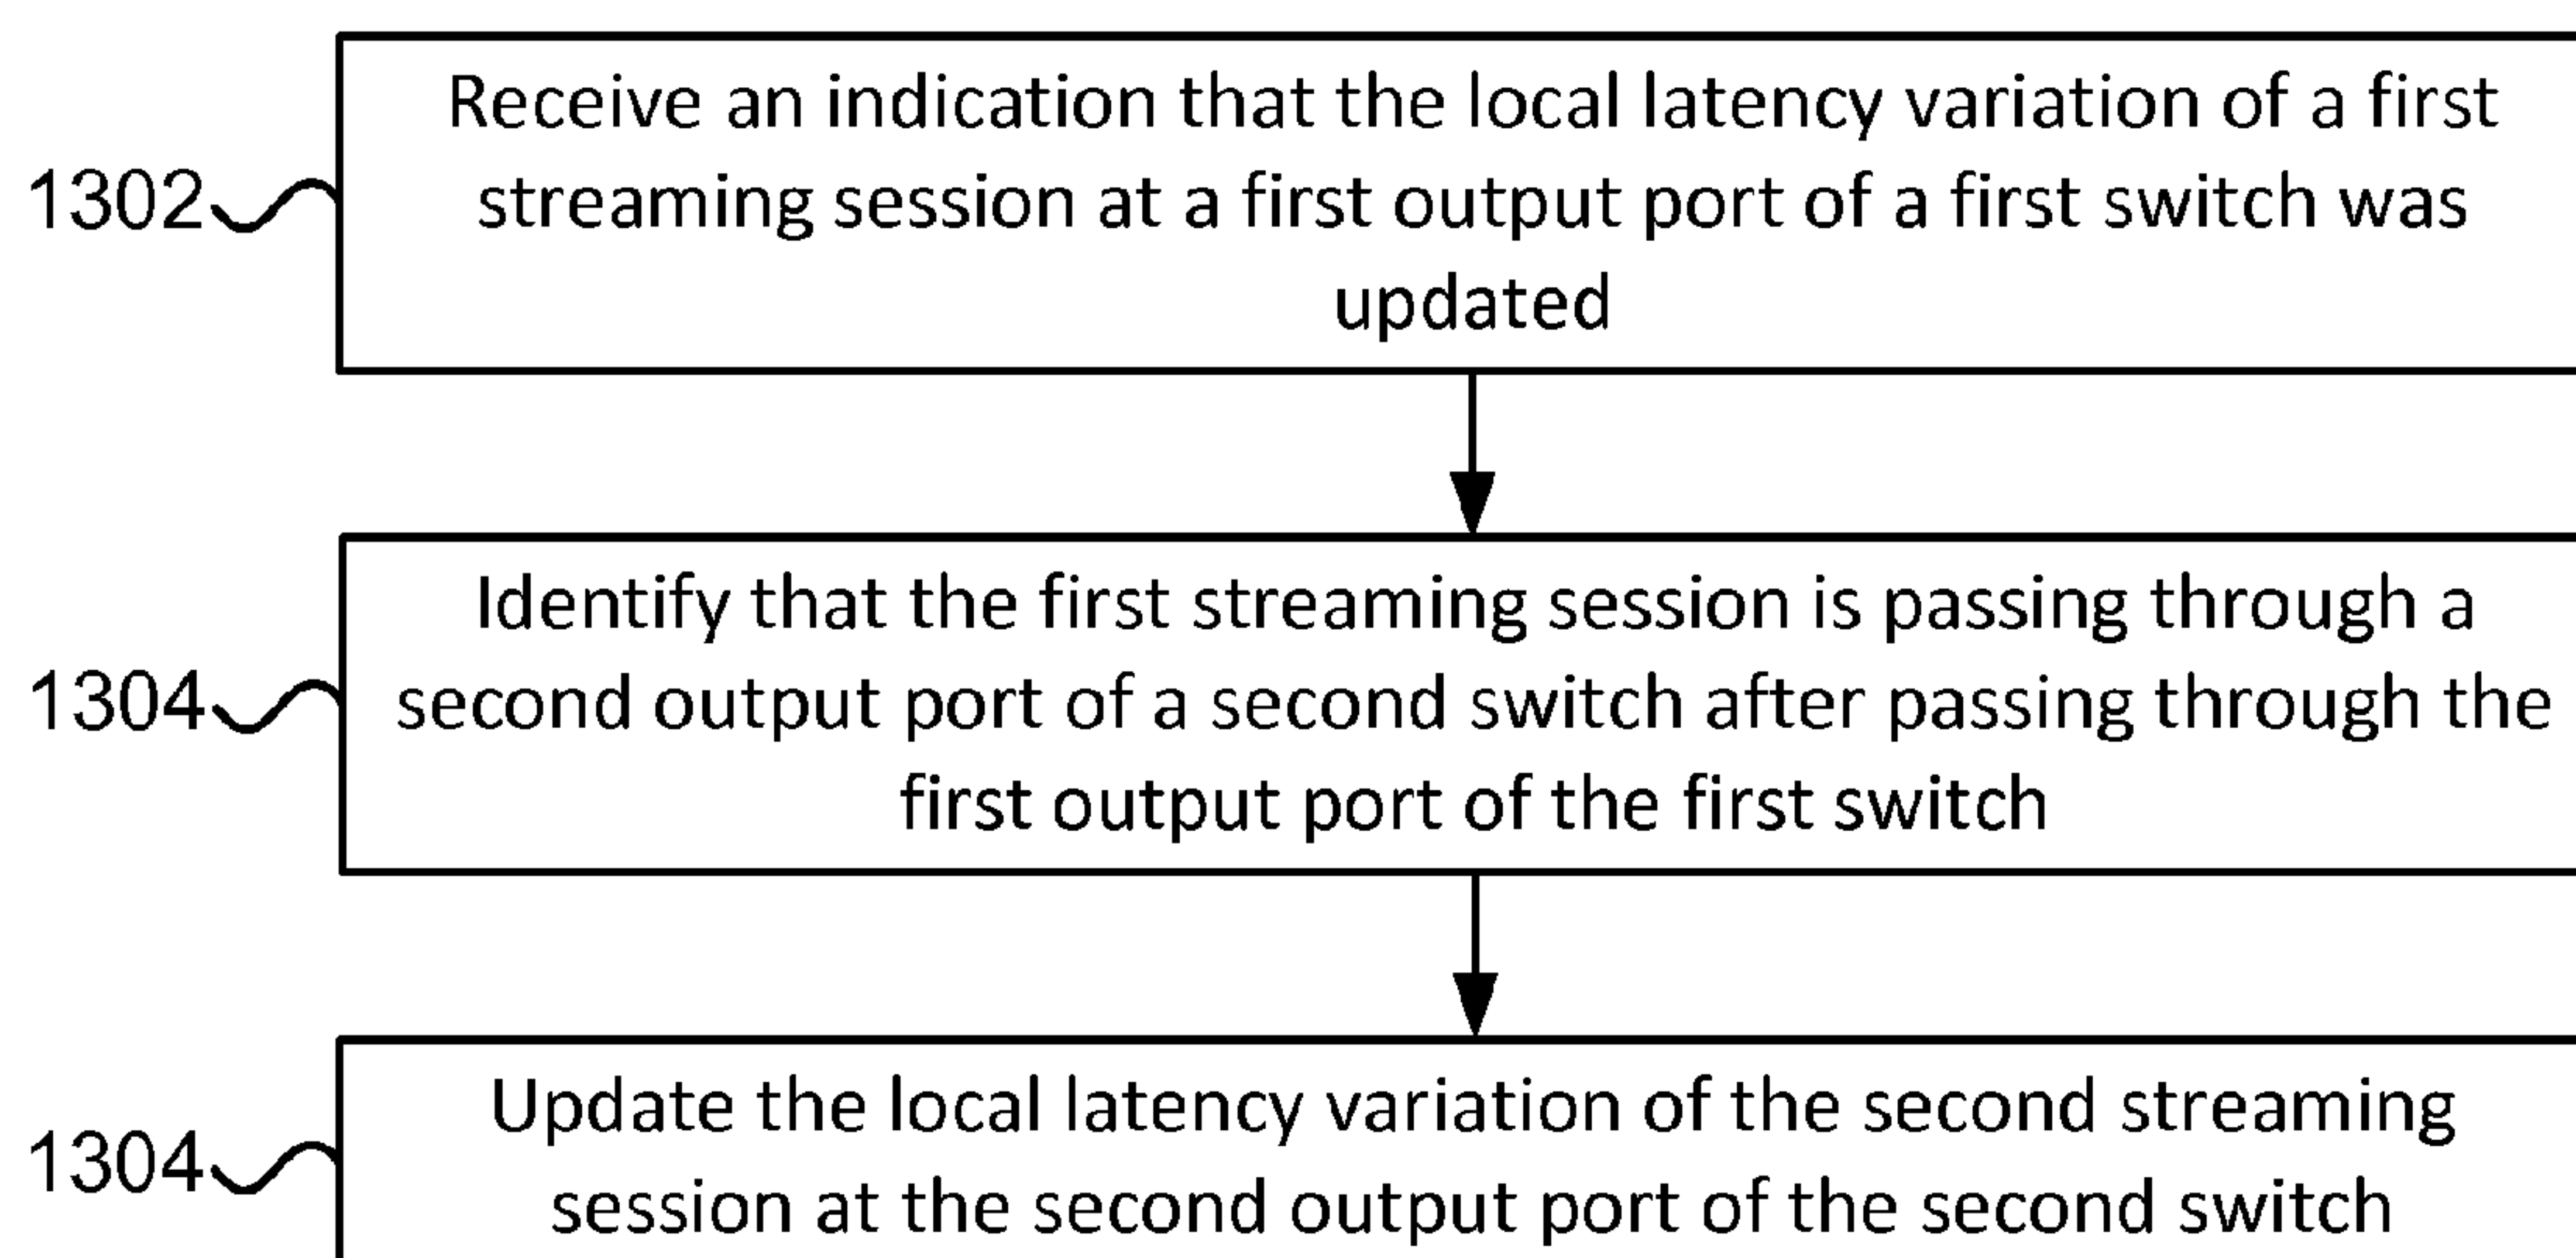 Receive an indication that the local latency variation of a first
1302 streaming session at a first output port of a first switch was
updated
Identify that the first streaming session is passing through a
1304 second output port of a second switch after passing through the
first output port of the first switch
Update the local latency variation of the second streaming
1304
session at the second output port of the second switch